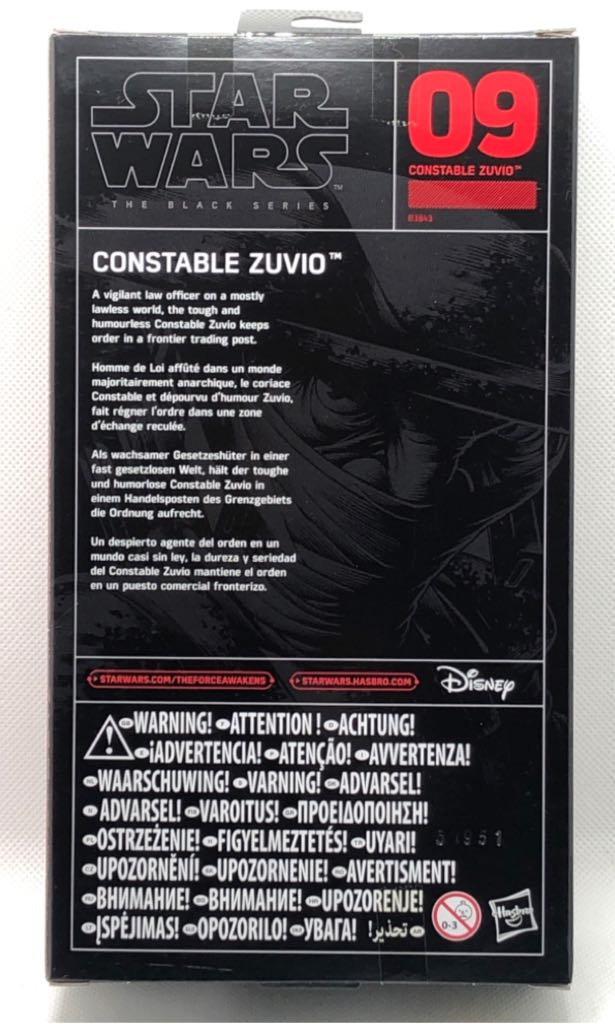 STAR
WARS™
THE BLACK SERIES
09
CONSTABLE ZUVIO™
B3843
CONSTABLE ZUVIO™
A vigilant law officer on a mostly
lawless world, the tough and
humourless Constable Zuvio keeps
order in a frontier trading post.
Homme de Loi affûté dans un monde
majoritairement anarchique, le coriace
Constable et dépourvu d'humour Zuvio,
fait régner l'ordre dans une zone
d'échange reculée.
Als wachsamer Gesetzeshüter in einer
fast gesetzlosen Welt, hält der toughe
und humorlose Constable Zuvio in
einem Handelsposten des Grenzgebiets
die Ordnung aufrecht.
Un despierto agente del orden en un
mundo casi sin ley, la dureza y seriedad
del Constable Zuvio mantiene el orden
en un puesto comercial fronterizo.
STARWARS.COM/THEFORCEAWAKENS STARWARS.HASBRO.COM Disney
WARNING! ATTENTION ! ACHTUNG!
¡ADVERTENCIA! ATENÇÃO! AVVERTENZA!
WAARSCHUWING! VARNING! ADVARSEL!
ADVARSEL! VAROITUS! ΠΡΟΕΙΔΟΠΟΙΗΣΗ!
OSTRZEŻENIE! FIGYELMEZTETÉS! UYARI!
UPOZORNĚNÍ! UPOZORNENIE! AVERTISMENT!
ВНИМАНИЕ! ВНИМАНИЕ! UPOZORENJE!
ĮSPĖJIMAS! OPOZORILO! УВАГА! تحذير!
0-3
Hasbro